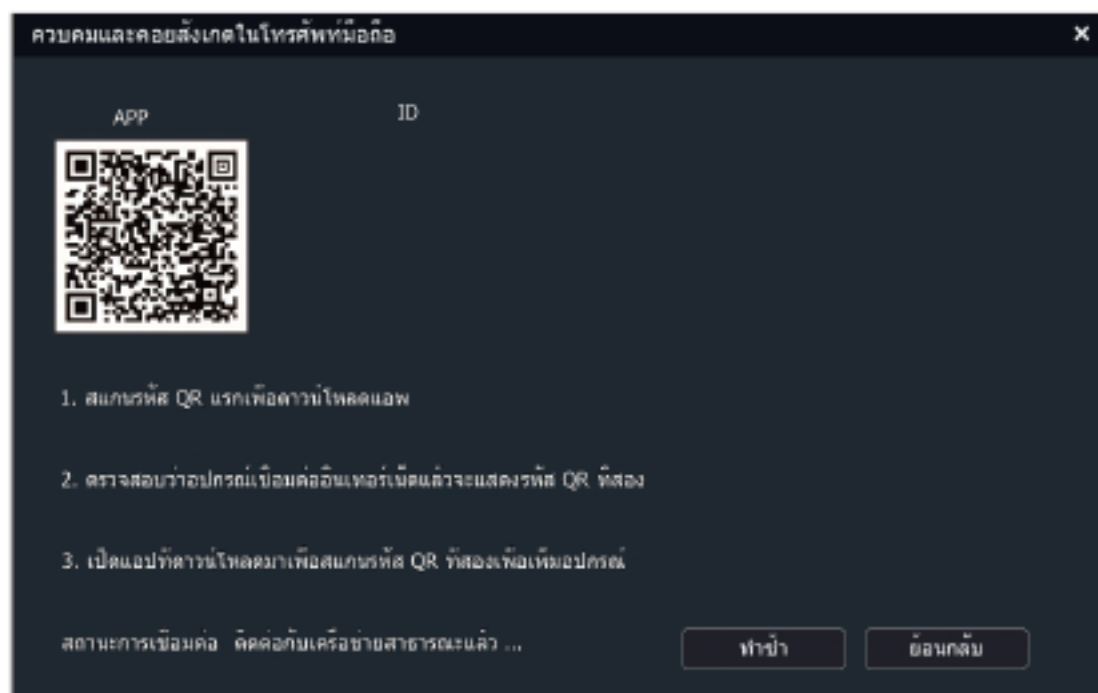 ควบคมและคอยสังเกตในโทรศัพท์มือถือ
APP
ID
1. สแกนรหัส QR แรกเพื่อดาวน์โหลดแอพ
2. ตรวจสอบว่าอปกรณ์เชื่อมต่ออินเทอร์เน็ตแล้วจะแสดงรหัส QR ที่สอง
3. เปิดแอปที่ดาวน์โหลดมาเพื่อสแกนรหัส QR ที่สองเพื่อเพิ่มอปกรณ์
สถานะการเชื่อมต่อ ติดต่อกับเครือข่ายสาธารณะแล้ว ...
ทำซ้ำ
ย้อนกลับ